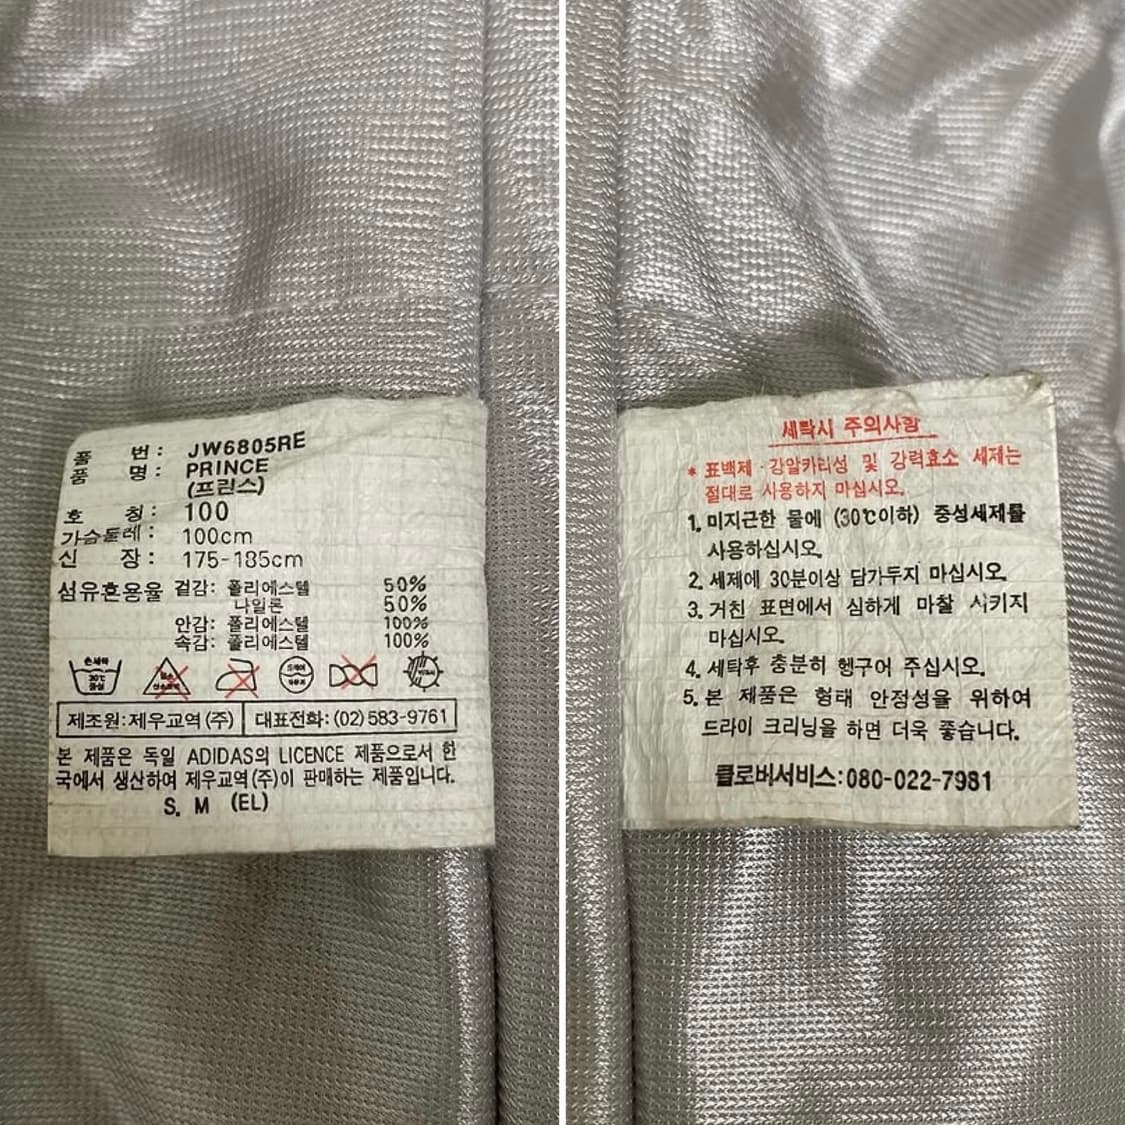 품 번: JW6805RE
품 명: PRINCE
(프린스)
호 칭: 100
가슴둘레: 100cm
신 장: 175-185cm
섬유혼용율 겉감: 폴리에스텔 50%
나일론 50%
안감: 폴리에스텔 100%
속감: 폴리에스텔 100%
손세탁
30℃
중성
드라이
제조원:제우교역(주) 대표전화:(02)583-9761
본 제품은 독일 ADIDAS의 LICENCE 제품으로서 한
국에서 생산하여 제우교역(주)이 판매하는 제품입니다.
S. M (EL)
세탁시 주의사항
* 표백제·강알카리성 및 강력효소 세제는
절대로 사용하지 마십시오.
1. 미지근한 물에 (30℃이하) 중성세제를
사용하십시오.
2. 세제에 30분이상 담가두지 마십시오.
3. 거친 표면에서 심하게 마찰 시키지
마십시오.
4. 세탁후 충분히 헹구어 주십시오.
5. 본 제품은 형태 안정성을 위하여
드라이 크리닝을 하면 더욱 좋습니다.
클로버서비스:080-022-7981